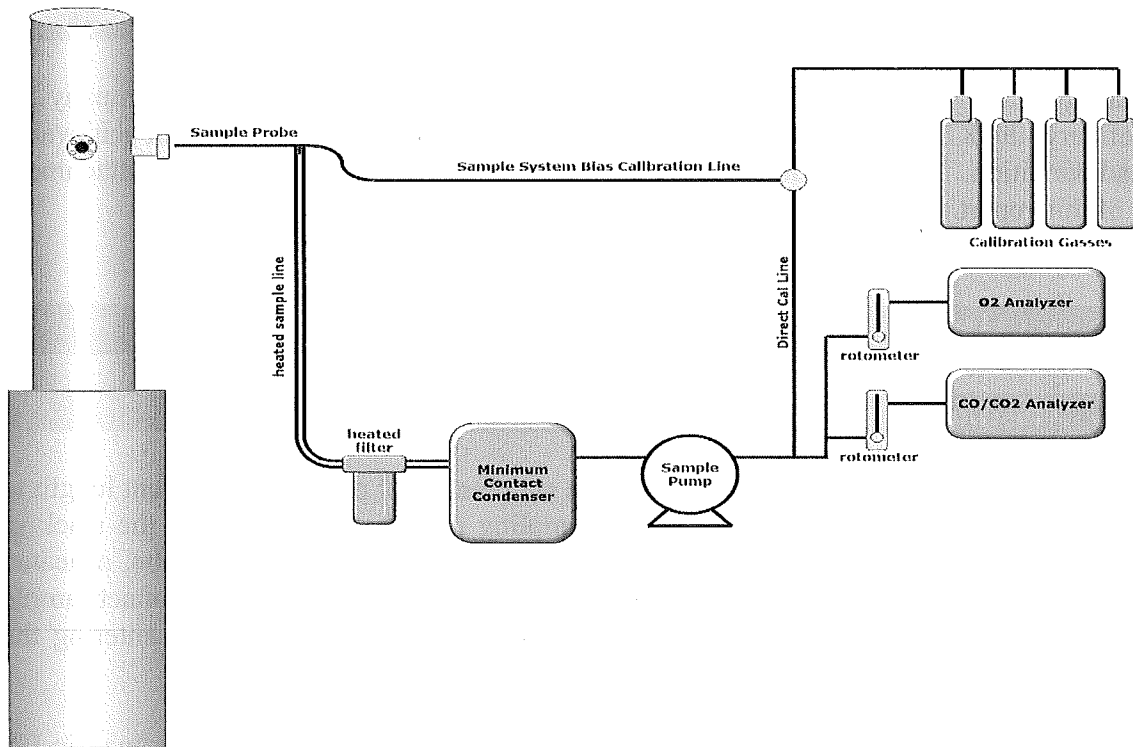 Sample Probe
Sample System Bias Calibration Line
Calibration Gasses
heated sample line
Direct Cal Line
O2 Analyzer
rotometer
CO/CO2 Analyzer
rotometer
heated
filter
Minimum
Contact
Condenser
Sample
Pump